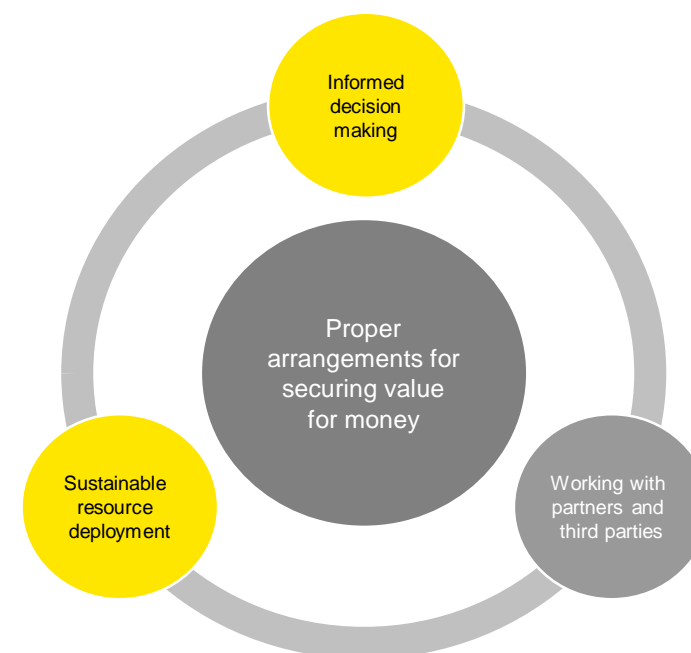 Informed
decision
making
Proper
arrangements for
securing value
for money
Sustainable
resource
deployment
Working with
partners and
third parties